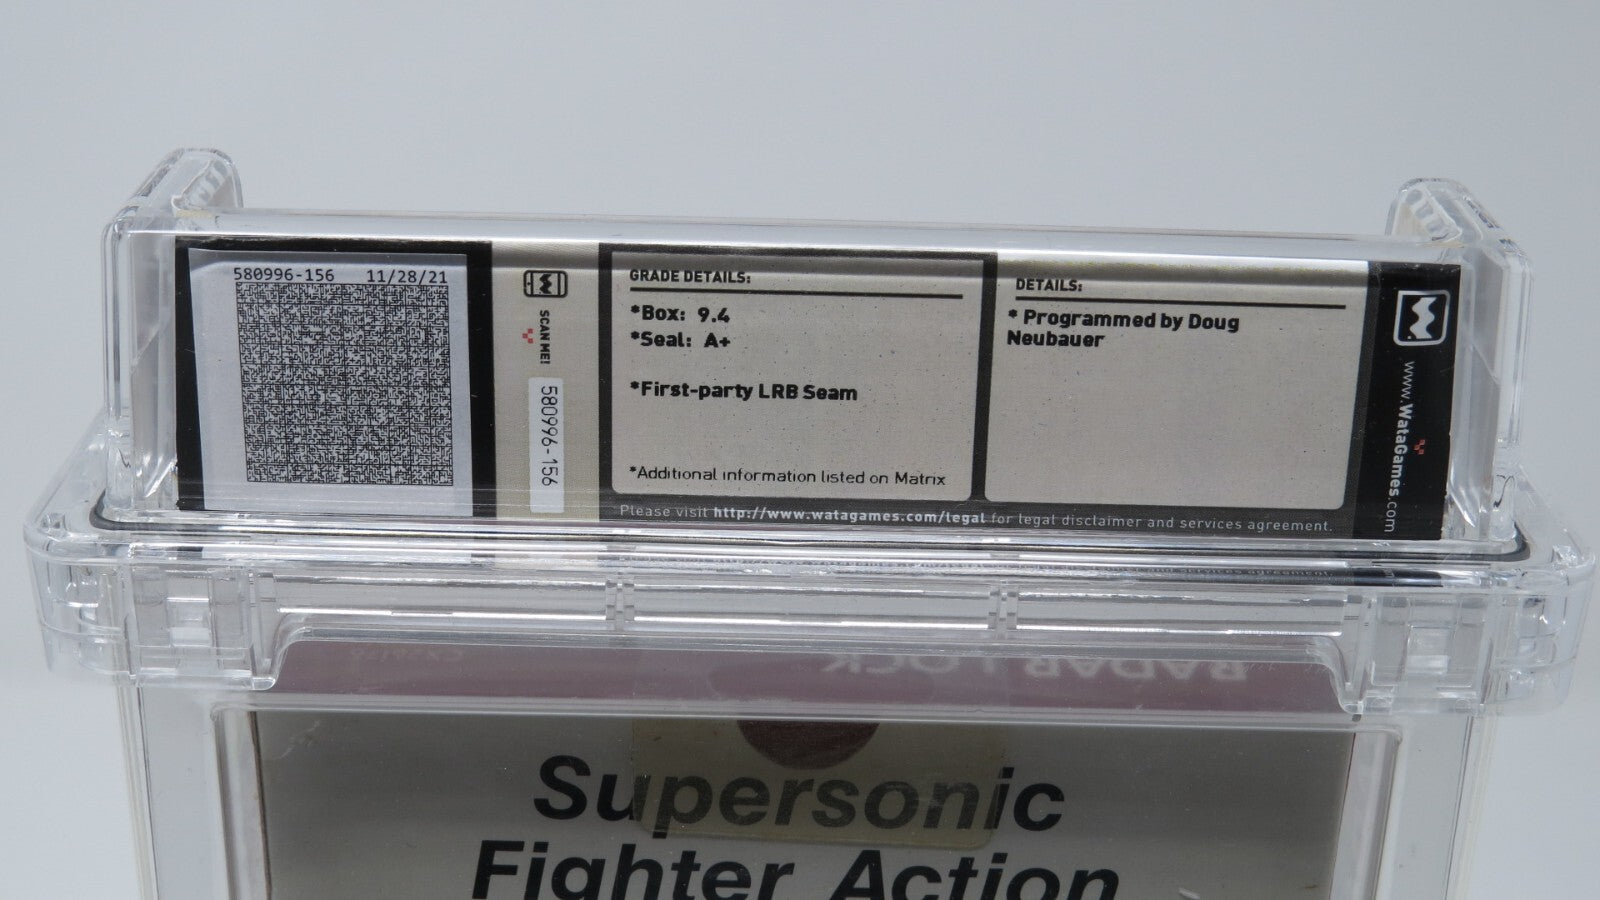 580996-156 11/28/21
SCAN ME!
580996-156
GRADE DETAILS:
*Box: 9.4
*Seal: A+
*First-party LRB Seam
*Additional information listed on Matrix
DETAILS:
* Programmed by Doug
Neubauer
www.WataGames.com
Please visit http://www.watagames.com/legal for legal disclaimer and services agreement.
RADAR LOCK
Supersonic
Fighter Action